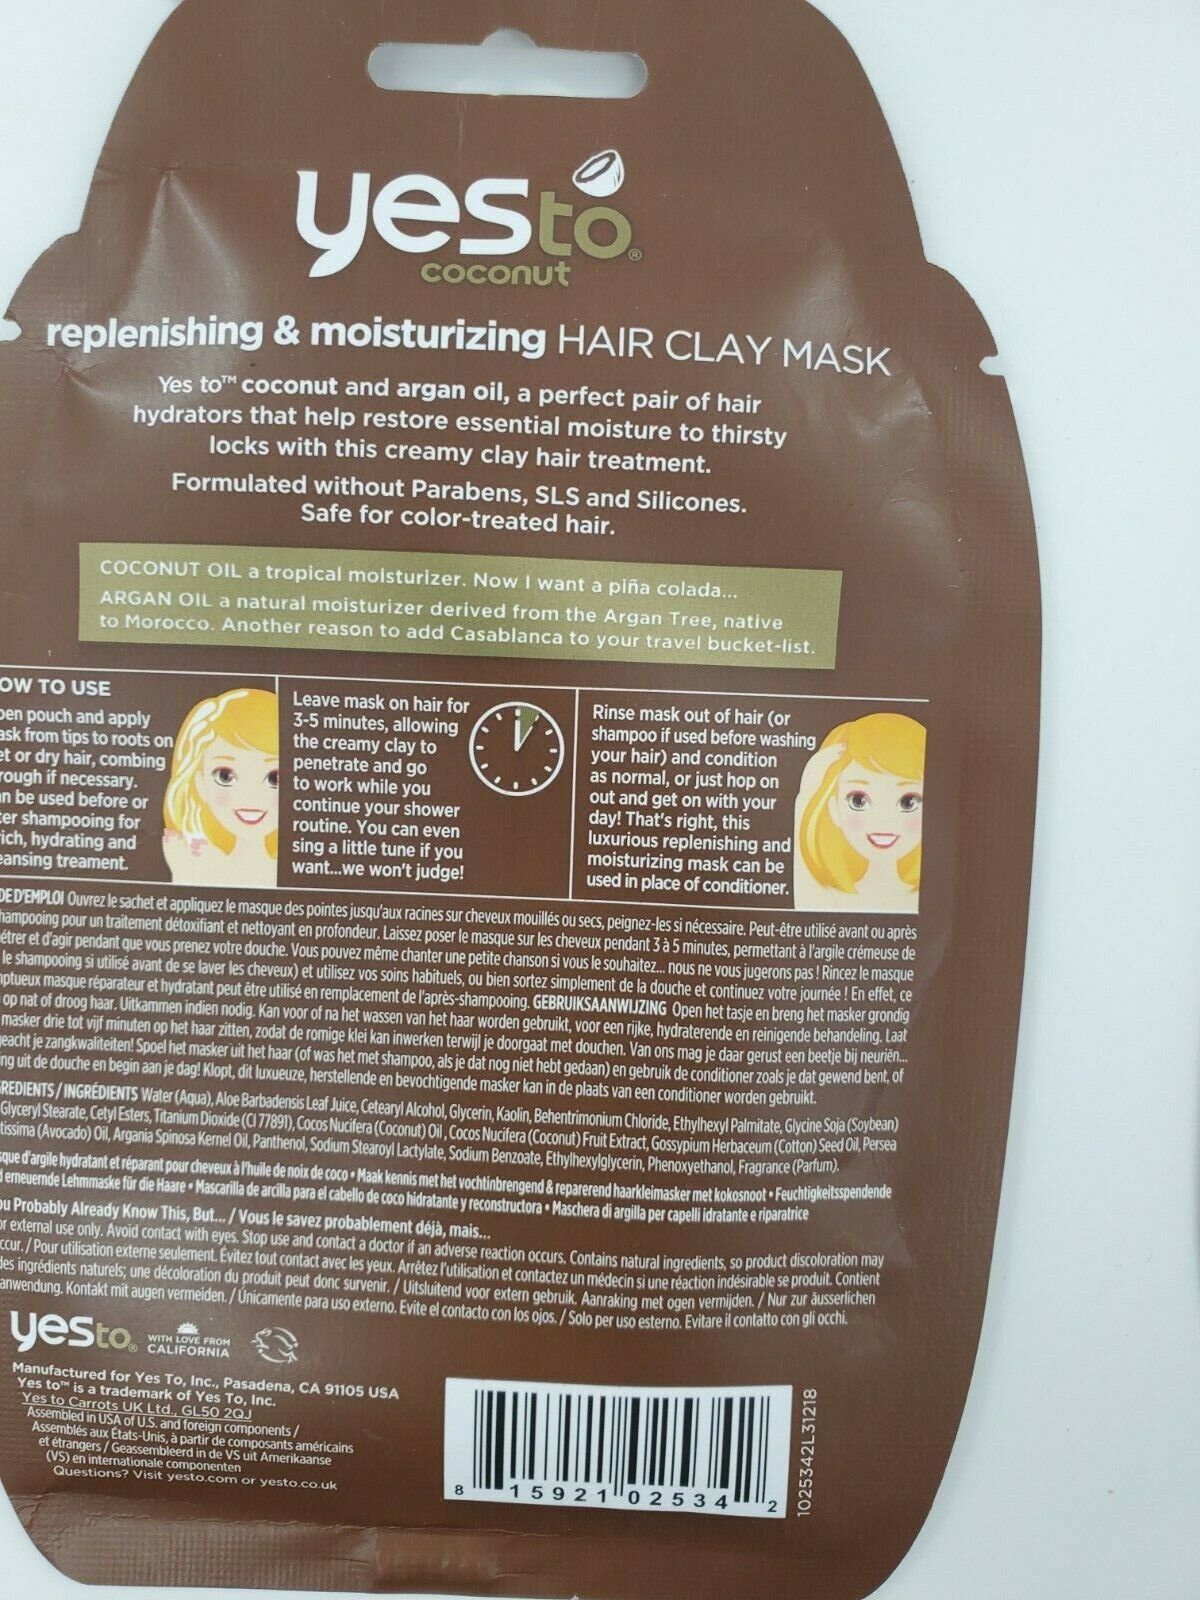 yes to®
coconut
replenishing & moisturizing HAIR CLAY MASK
Yes to™ coconut and argan oil, a perfect pair of hair
hydrators that help restore essential moisture to thirsty
locks with this creamy clay hair treatment.
Formulated without Parabens, SLS and Silicones.
Safe for color-treated hair.
COCONUT OIL a tropical moisturizer. Now I want a piña colada...
ARGAN OIL a natural moisturizer derived from the Argan Tree, native
to Morocco. Another reason to add Casablanca to your travel bucket-list.
OW TO USE
pen pouch and apply
ask from tips to roots on
et or dry hair, combing
rough if necessary.
n be used before or
ter shampooing for
rich, hydrating and
eansing treament.
Leave mask on hair for
3-5 minutes, allowing
the creamy clay to
penetrate and go
to work while you
continue your shower
routine. You can even
sing a little tune if you
want...we won't judge!
Rinse mask out of hair (or
shampoo if used before washing
your hair) and condition
as normal, or just hop on
out and get on with your
day! That's right, this
luxurious replenishing and
moisturizing mask can be
used in place of conditioner.
DE D'EMPLOI Ouvrez le sachet et appliquez le masque des pointes jusqu'aux racines sur cheveux mouillés ou secs, peignez-les si nécessaire. Peut-être utilisé avant ou après
hampooing pour un traitement détoxifiant et nettoyant en profondeur. Laissez poser le masque sur les cheveux pendant 3 à 5 minutes, permettant à l'argile crémeuse de
étrer et d'agir pendant que vous prenez votre douche. Vous pouvez même chanter une petite chanson si vous le souhaitez... nous ne vous jugerons pas ! Rincez le masque
le shampooing si utilisé avant de se laver les cheveux) et utilisez vos soins habituels, ou bien sortez simplement de la douche et continuez votre journée ! En effet, ce
ptueux masque réparateur et hydratant peut être utilisé en remplacement de l'après-shampooing. GEBRUIKSAANWIJZING Open het tasje en breng het masker grondig
op nat of droog haar. Uitkammen indien nodig. Kan voor of na het wassen van het haar worden gebruikt, voor een rijke, hydraterende en reinigende behandeling. Laat
masker drie tot vijf minuten op het haar zitten, zodat de romige klei kan inwerken terwijl je doorgaat met douchen. Van ons mag je daar gerust een beetje bij neuriën...
eacht je zangkwaliteiten! Spoel het masker uit het haar (of was het met shampoo, als je dat nog niet hebt gedaan) en gebruik de conditioner zoals je dat gewend bent, of
ing uit de douche en begin aan je dag! Klopt, dit luxueuze, herstellende en bevochtigende masker kan in de plaats van een conditioner worden gebruikt.
REDIENTS / INGRÉDIENTS Water (Aqua), Aloe Barbadensis Leaf Juice, Cetearyl Alcohol, Glycerin, Kaolin, Behentrimonium Chloride, Ethylhexyl Palmitate, Glycine Soja (Soybean)
Glyceryl Stearate, Cetyl Esters, Titanium Dioxide (CI 77891), Cocos Nucifera (Coconut) Oil, Cocos Nucifera (Coconut) Fruit Extract, Gossypium Herbaceum (Cotton) Seed Oil, Persea
tissima (Avocado) Oil, Argania Spinosa Kernel Oil, Panthenol, Sodium Stearoyl Lactylate, Sodium Benzoate, Ethylhexylglycerin, Phenoxyethanol, Fragrance (Parfum).
sque d'argile hydratant et réparant pour cheveux à l'huile de noix de coco • Maak kennis met het vochtinbrengend & reparerend haarkleimasker met kokosnoot • Feuchtigkeitsspendende
d erneuernde Lehmmaske für die Haare • Mascarilla de arcilla para el cabello de coco hidratante y reconstructora • Maschera di argilla per capelli idratante e riparatrice
ou Probably Already Know This, But... / Vous le savez probablement déjà, mais...
or external use only. Avoid contact with eyes. Stop use and contact a doctor if an adverse reaction occurs. Contains natural ingredients, so product discoloration may
ccur. / Pour utilisation externe seulement. Évitez tout contact avec les yeux. Arrêtez l'utilisation et contactez un médecin si une réaction indésirable se produit. Contient
des ingrédients naturels; une décoloration du produit peut donc survenir. / Uitsluitend voor extern gebruik. Aanraking met ogen vermijden. / Nur zur äusserlichen
anwendung. Kontakt mit augen vermeiden. / Únicamente para uso externo. Evite el contacto con los ojos. / Solo per uso esterno. Evitare il contatto con gli occhi.
yes to®
WITH LOVE FROM
CALIFORNIA
Manufactured for Yes To, Inc., Pasadena, CA 91105 USA
Yes to™ is a trademark of Yes To, Inc.
Yes to Carrots UK Ltd., GL50 2QJ
Assembled in USA of U.S. and foreign components /
Assemblés aux États-Unis, à partir de composants américains
et étrangers / Geassembleerd in de VS uit Amerikaanse
(VS) en internationale componenten
Questions? Visit yesto.com or yesto.co.uk
8 15921 02534 2
1025342L31218